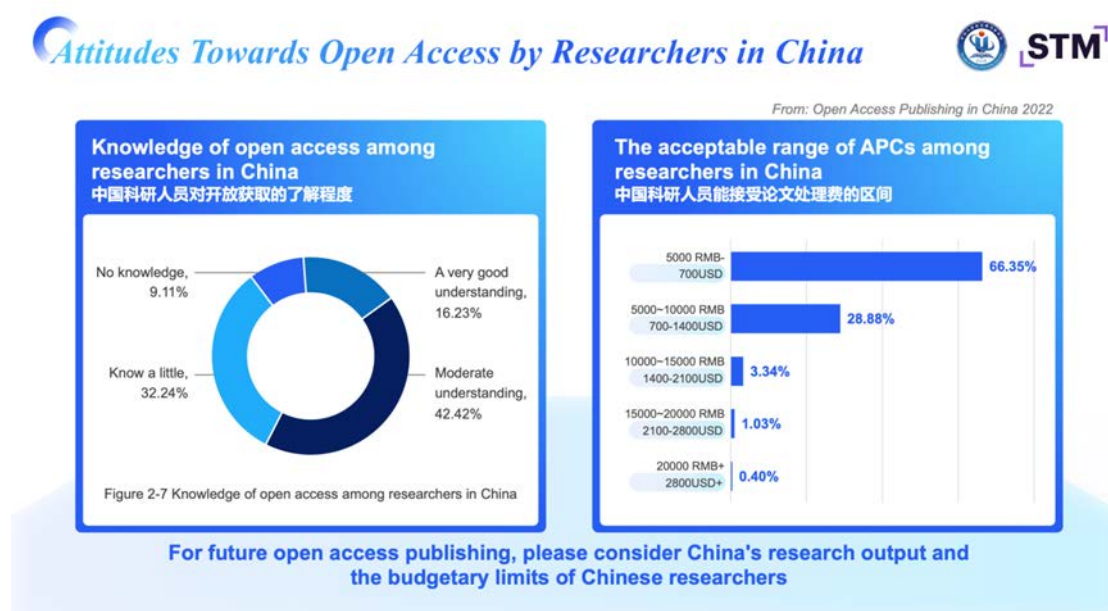 Attitudes Towards Open Access by Researchers in China
STM
From: Open Access Publishing in China 2022
Knowledge of open access among
researchers in China
中国科研人员对开放获取的了解程度
No knowledge,
9.11%
A very good
understanding,
16.23%
Know a little,
32.24%
Moderate
understanding,
42.42%
Figure 2-7 Knowledge of open access among researchers in China
The acceptable range of APCs among
researchers in China
中国科研人员能接受论文处理费的区间
5000 RMB-
700USD
66.35%
5000~10000 RMB
700-1400USD
28.88%
10000~15000 RMB
1400-2100USD
3.34%
15000~20000 RMB
2100-2800USD
1.03%
20000 RMB+
2800USD+
0.40%
For future open access publishing, please consider China's research output and
the budgetary limits of Chinese researchers